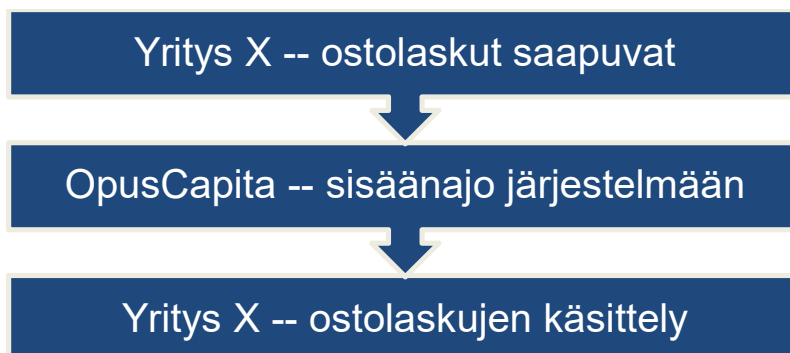 Yritys X -- ostolaskut saapuvat
OpusCapita -- sisäänajo järjestelmään
Yritys X -- ostolaskujen käsittely